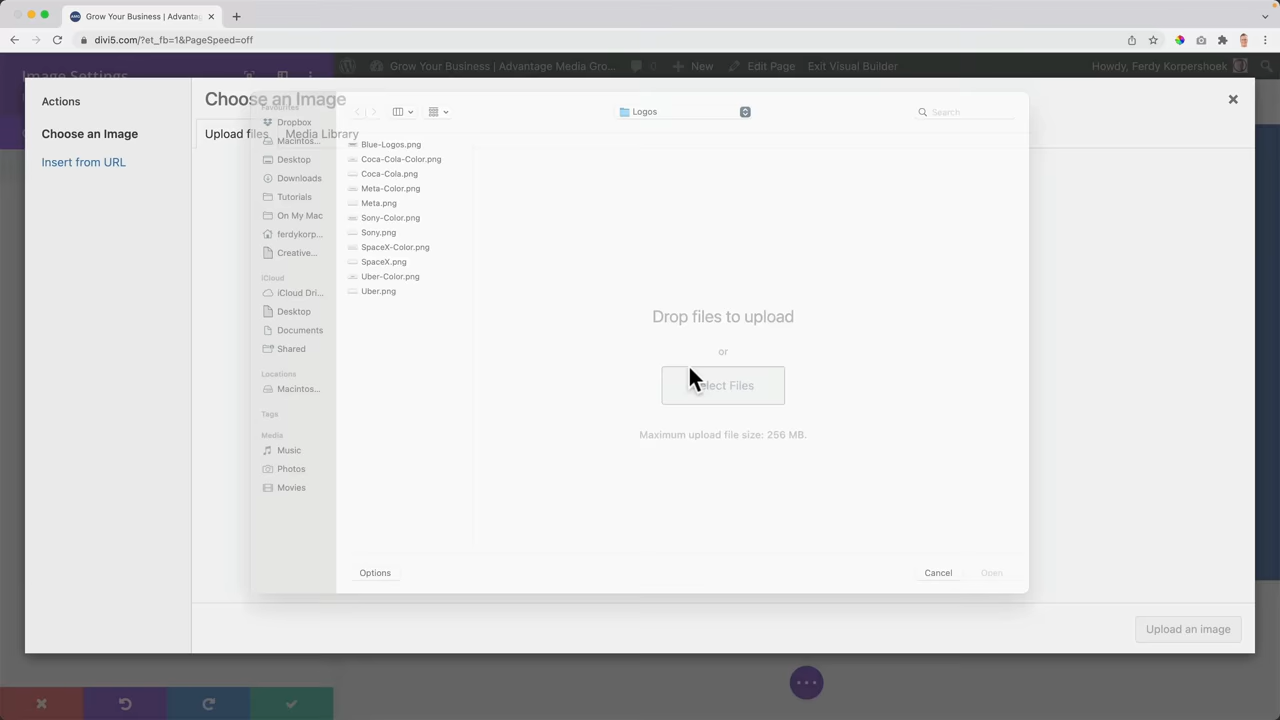 Grow Your Business | Advanta
divi5.com/?et_fb=1&PageSpeed=off
Grow Your Business | Advantage Media Gro...
0
New
Edit Page
Exit Visual Builder
Howdy, Ferdy Korpershoek
Image Settings
Actions
Choose an Image
Insert from URL
Choose an Image
Upload files
Media Library
Favourites
Dropbox
Macintos...
Desktop
Downloads
Tutorials
On My Mac
ferdykorp...
Creative...
iCloud
iCloud Dri...
Desktop
Documents
Shared
Locations
Macintos...
Tags
Media
Music
Photos
Movies
Logos
Search
Blue-Logos.png
Coca-Cola-Color.png
Coca-Cola.png
Meta-Color.png
Meta.png
Sony-Color.png
Sony.png
SpaceX-Color.png
SpaceX.png
Uber-Color.png
Uber.png
Drop files to upload
or
Select Files
Maximum upload file size: 256 MB.
Options
Cancel
Open
Upload an image